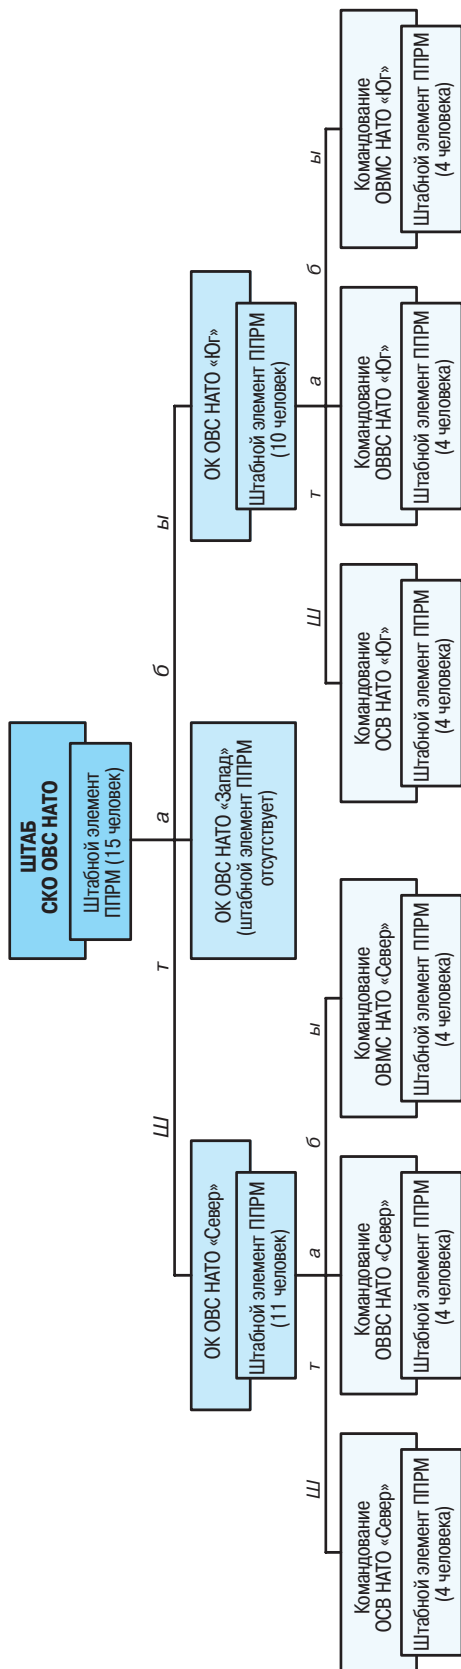 ШТАБ
СКО ОВС НАТО
Штабной элемент
ППРМ (15 человек)
Ш т а б ы
ОК ОВС НАТО «Север»
Штабной элемент ППРМ
(11 человек)
ОК ОВС НАТО «Запад»
(штабной элемент ППРМ
отсутствует)
ОК ОВС НАТО «Юг»
Штабной элемент ППРМ
(10 человек)
Ш т а б ы
Командование
ОСВ НАТО «Север»
Штабной элемент ППРМ
(4 человека)
Командование
ОВВС НАТО «Север»
Штабной элемент ППРМ
(4 человека)
Командование
ОВМС НАТО «Север»
Штабной элемент ППРМ
(4 человека)
Ш т а б ы
Командование
ОСВ НАТО «Юг»
Штабной элемент ППРМ
(4 человека)
Командование
ОВВС НАТО «Юг»
Штабной элемент ППРМ
(4 человека)
Командование
ОВМС НАТО «Юг»
Штабной элемент ППРМ
(4 человека)